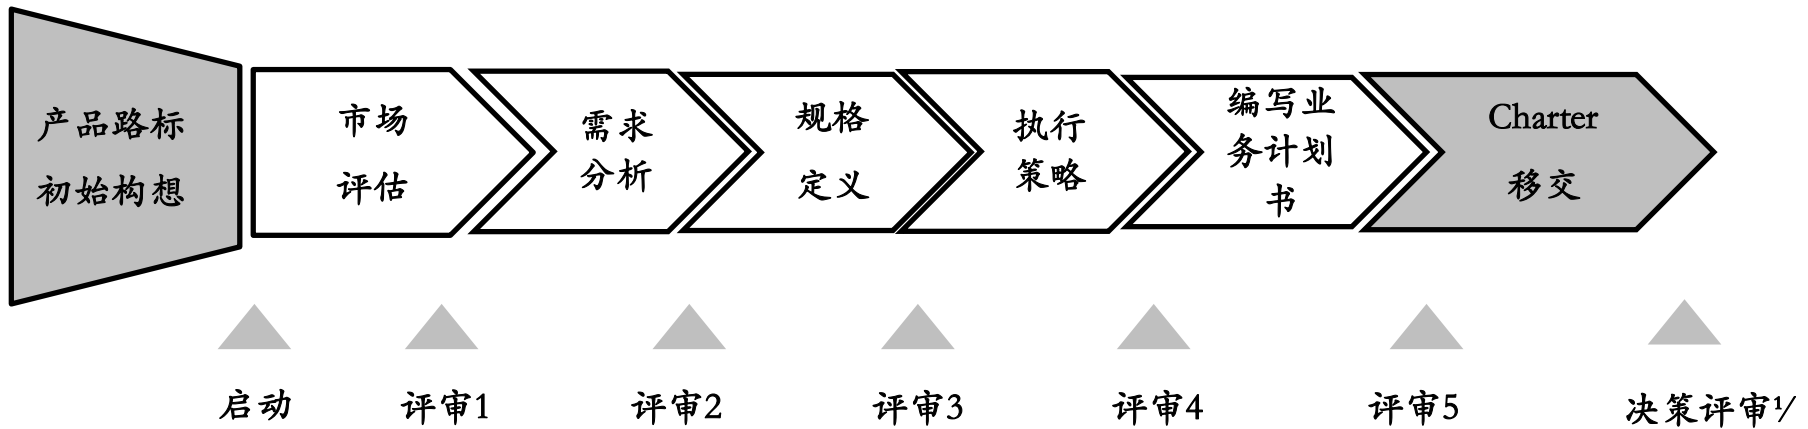 产品路标
初始构想
市场
评估
需求
分析
规格
定义
执行
策略
编写业
务计划
书
Charter
移交
启动
评审1
评审2
评审3
评审4
评审5
决策评审¹/